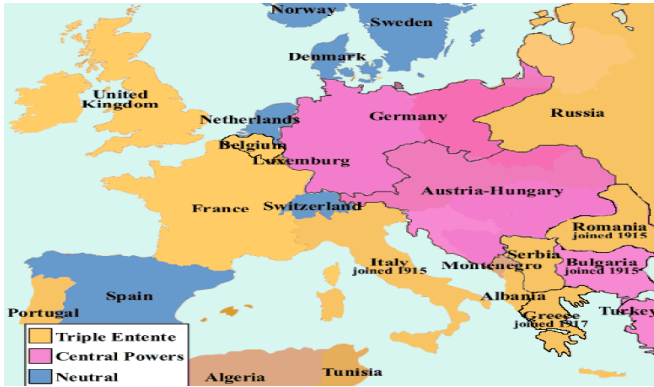 Norway
Sweden
Denmark
United
Kingdom
Netherlands
Germany
Russia
Belgium
Luxemburg
Austria-Hungary
France
Switzerland
Romania
joined 1915
Serbia
Italy
joined 1915
Montenegro
Bulgaria
joined 1915
Portugal
Spain
Albania
Greece
joined 1917
Turkey
Triple Entente
Central Powers
Neutral
Algeria
Tunisia